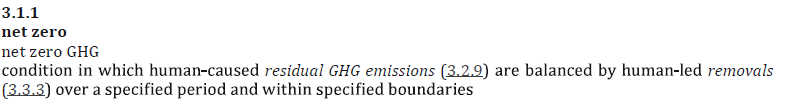 3.1.1
net zero
net zero GHG
condition in which human-caused residual GHG emissions (3.2.9) are balanced by human-led removals
(3.3.3) over a specified period and within specified boundaries